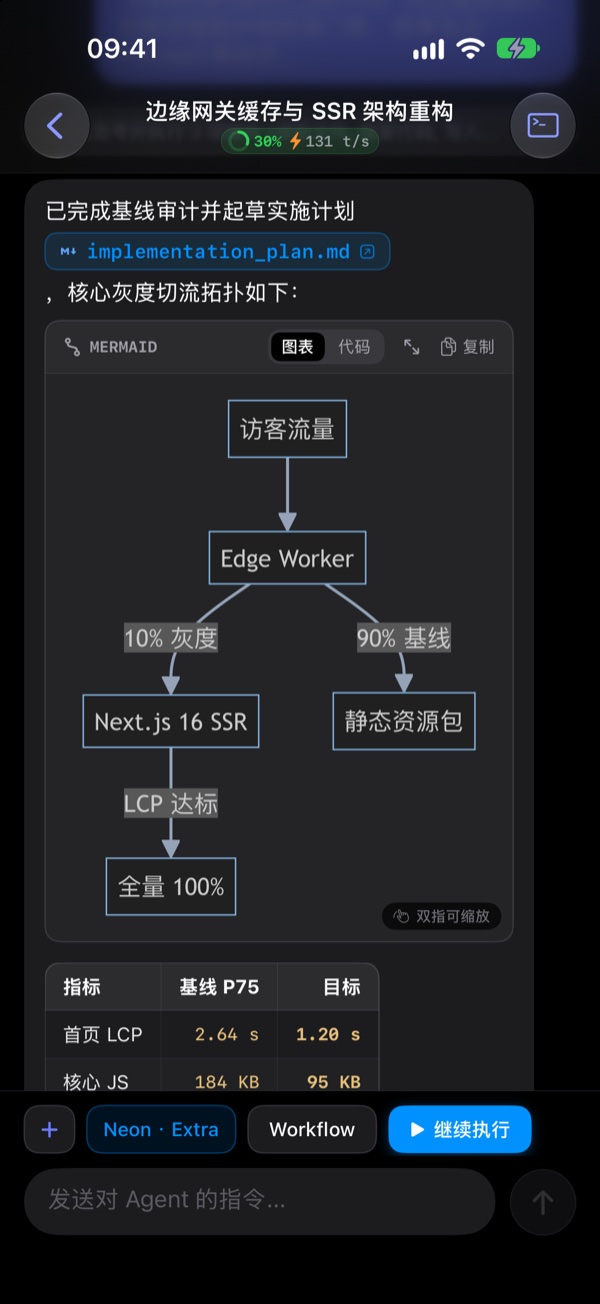 09:41
边缘网关缓存与 SSR 架构重构
30% 131 t/s
已完成基线审计并起草实施计划
M↓ implementation_plan.md
，核心灰度切流拓扑如下：
MERMAID 图表 代码 复制
访客流量
Edge Worker
10% 灰度 90% 基线
Next.js 16 SSR 静态资源包
LCP 达标
全量 100%
双指可缩放
指标 基线 P75 目标
首页 LCP 2.64 s 1.20 s
核心 JS 184 KB 95 KB
+ Neon · Extra Workflow 继续执行
发送对 Agent 的指令...